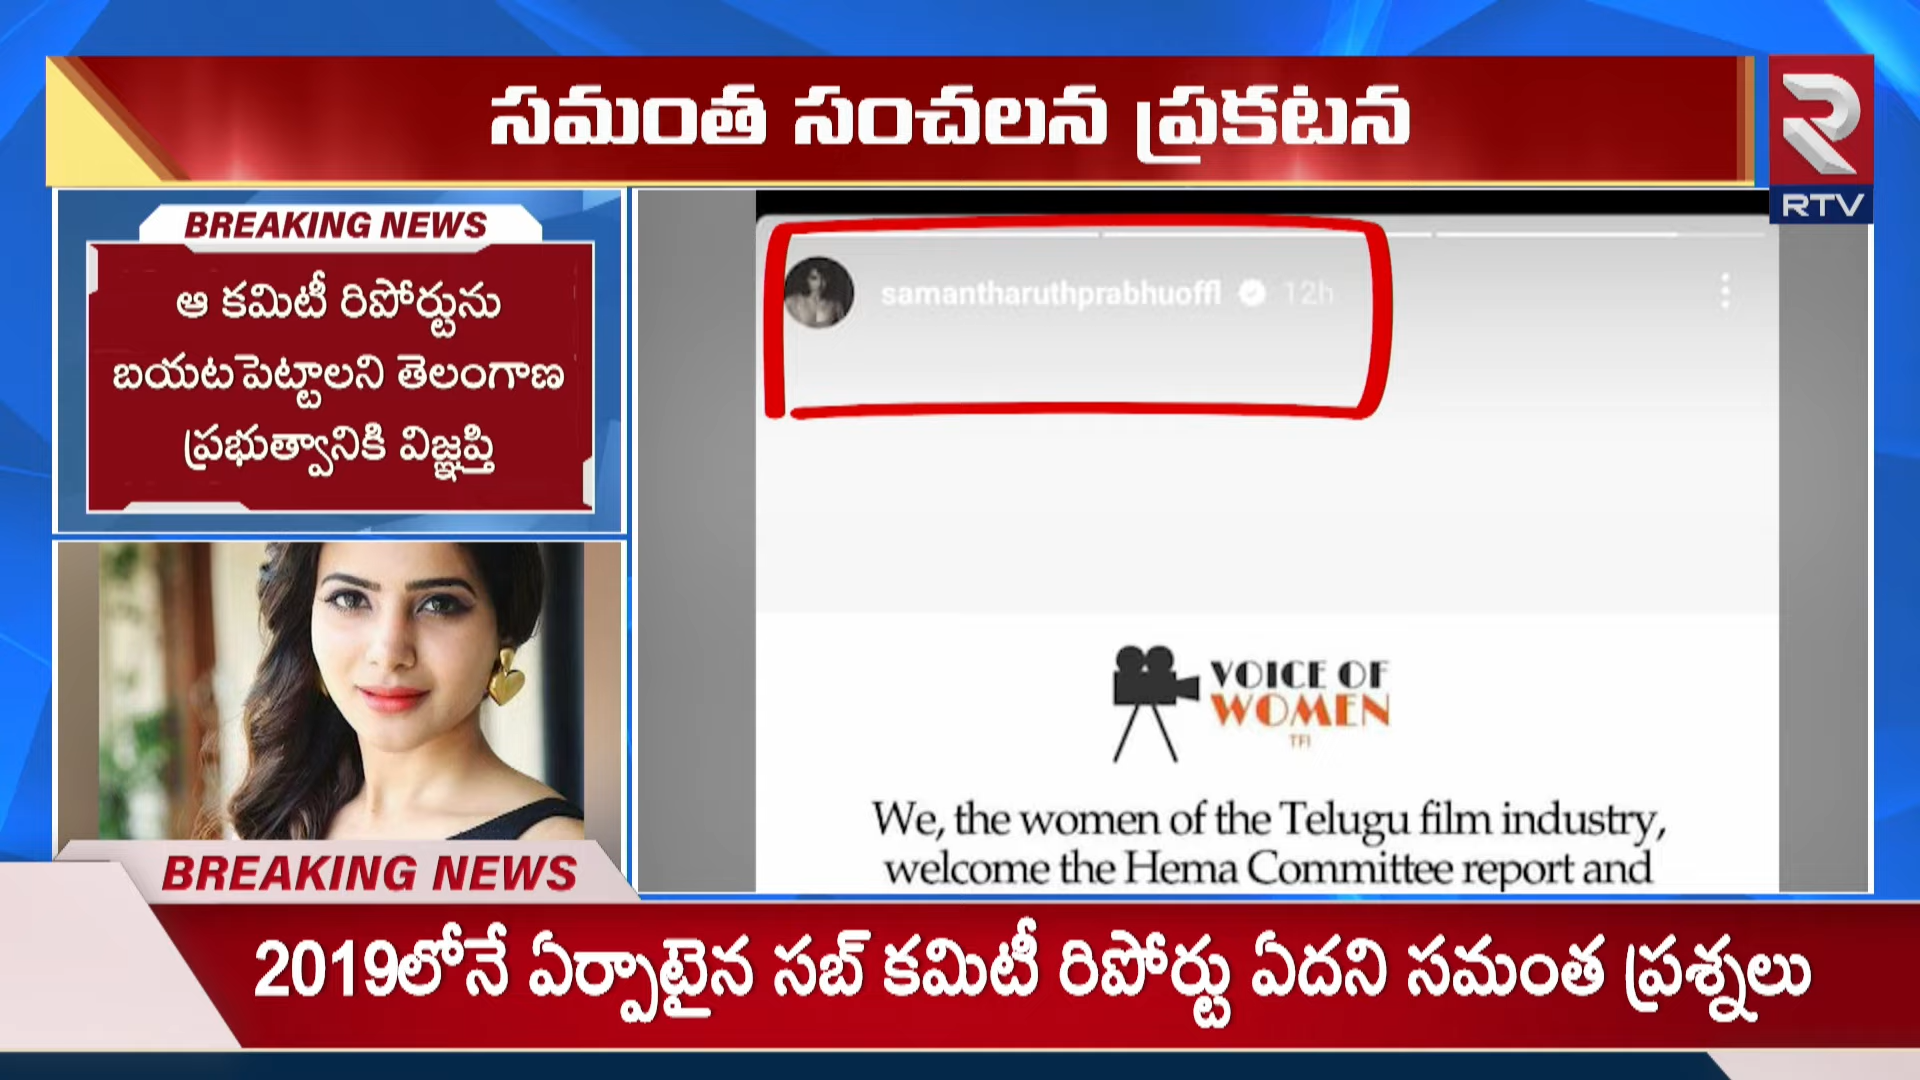 సమంత సంచలన ప్రకటన
RTV
BREAKING NEWS
ఆ కమిటీ రిపోర్టును
బయటపెట్టాలని తెలంగాణ
ప్రభుత్వానికి విజ్ఞప్తి
samantharuthprabhuoffl 12h
VOICE OF
WOMEN
TFI
We, the women of the Telugu film industry,
welcome the Hema Committee report and
BREAKING NEWS
2019లోనే ఏర్పాటైన సబ్ కమిటీ రిపోర్టు ఏదని సమంత ప్రశ్నలు